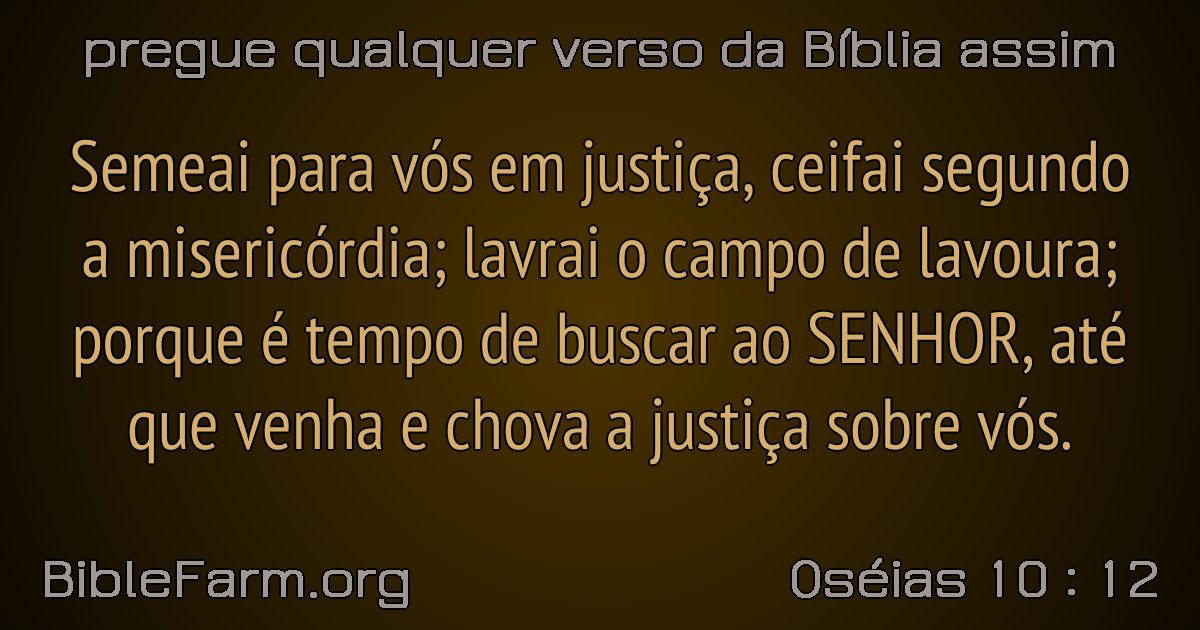 pregue qualquer verso da Bíblia assim
Semeai para vós em justiça, ceifai segundo
a misericórdia; lavrai o campo de lavoura;
porque é tempo de buscar ao SENHOR, até
que venha e chova a justiça sobre vós.
BibleFarm.org
Oséias 10 : 12